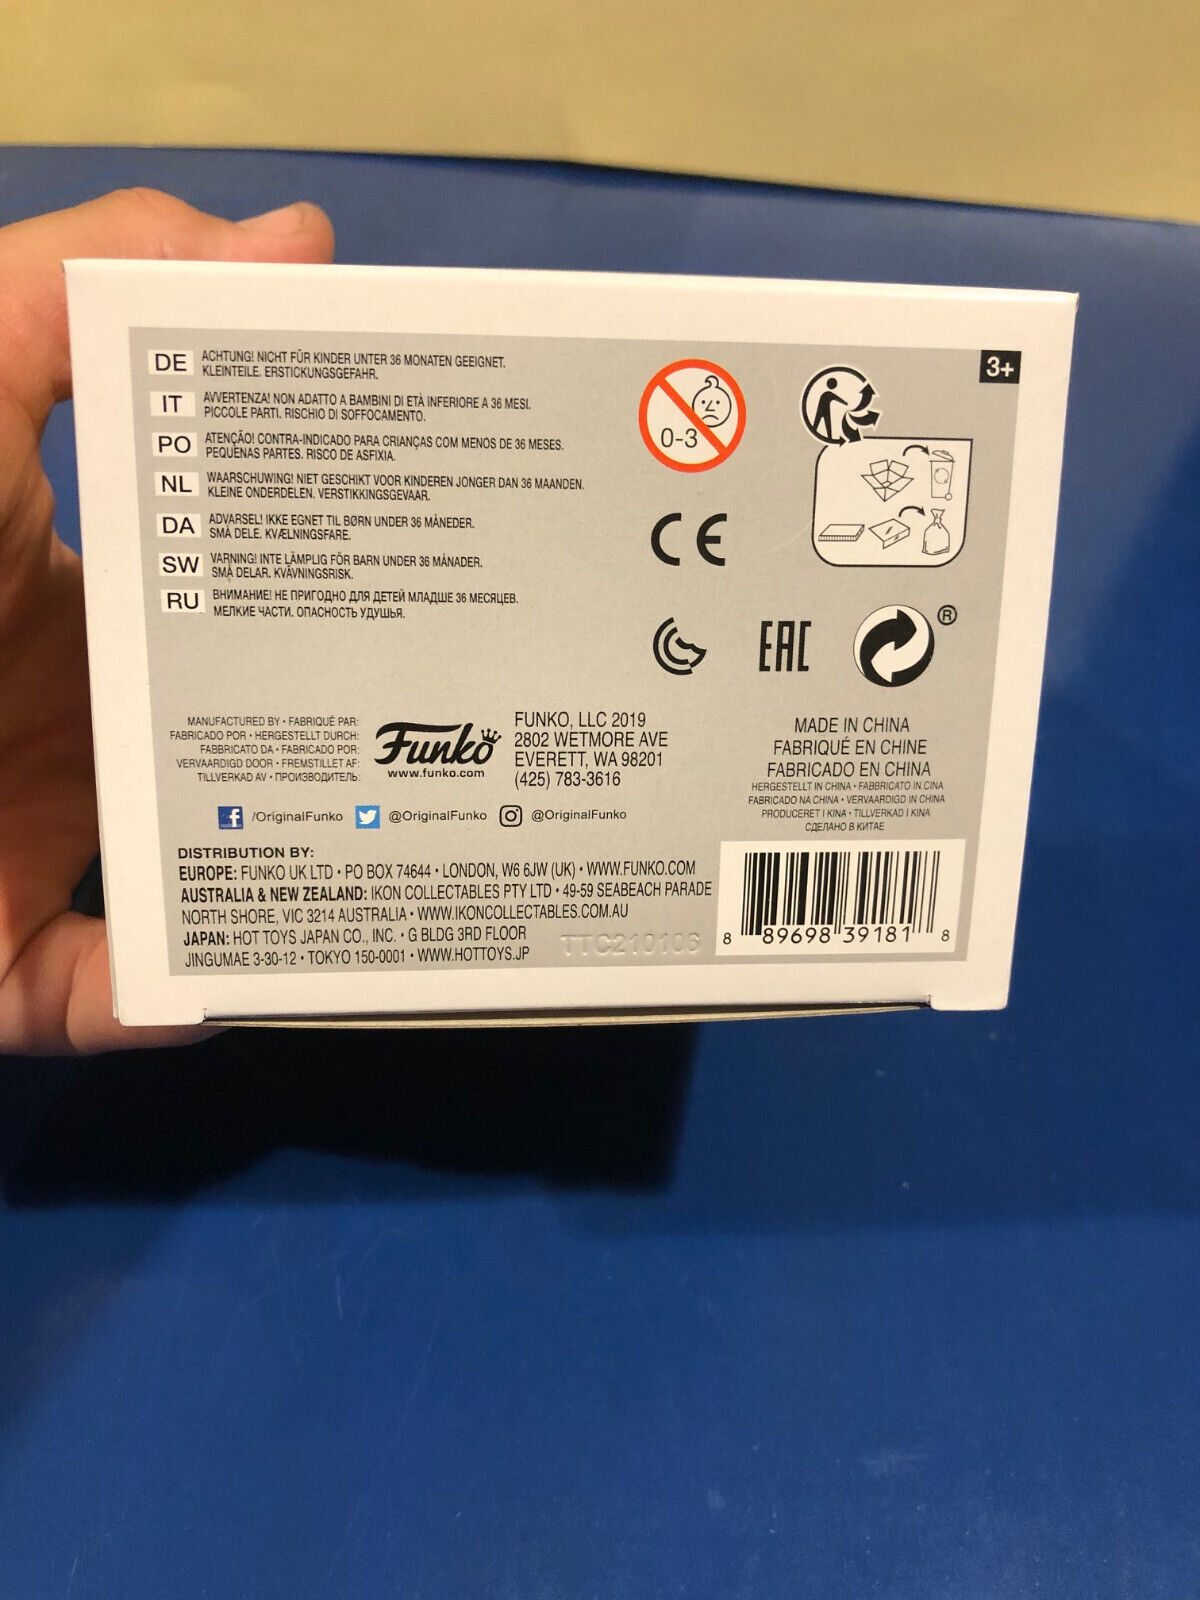 DE ACHTUNG! NICHT FÜR KINDER UNTER 36 MONATEN GEEIGNET.
KLEINTEILE. ERSTICKUNGSGEFAHR.
IT AVVERTENZA! NON ADATTO A BAMBINI DI ETÀ INFERIORE A 36 MESI.
PICCOLE PARTI. RISCHIO DI SOFFOCAMENTO.
PO ATENÇÃO! CONTRA-INDICADO PARA CRIANÇAS COM MENOS DE 36 MESES.
PEQUENAS PARTES. RISCO DE ASFIXIA.
NL WAARSCHUWING! NIET GESCHIKT VOOR KINDEREN JONGER DAN 36 MAANDEN.
KLEINE ONDERDELEN. VERSTIKKINGSGEVAAR.
DA ADVARSEL! IKKE EGNET TIL BØRN UNDER 36 MÅNEDER.
SMÅ DELE. KVÆLNINGSFARE.
SW VARNING! INTE LÄMPLIG FÖR BARN UNDER 36 MÅNADER.
SMÅ DELAR. KVÄVNINGSRISK.
RU ВНИМАНИЕ! НЕ ПРИГОДНО ДЛЯ ДЕТЕЙ МЛАДШЕ 36 МЕСЯЦЕВ.
МЕЛКИЕ ЧАСТИ. ОПАСНОСТЬ УДУШЬЯ.
0-3
3+
CE
EAC
®
MANUFACTURED BY • FABRIQUÉ PAR:
FABRICADO POR • HERGESTELLT DURCH:
FABBRICATO DA • FABRICADO POR:
VERVAARDIGD DOOR • FREMSTILLET AF:
TILLVERKAD AV • ПРОИЗВОДИТЕЛЬ:
Funko
www.funko.com
FUNKO, LLC 2019
2802 WETMORE AVE
EVERETT, WA 98201
(425) 783-3616
MADE IN CHINA
FABRIQUÉ EN CHINE
FABRICADO EN CHINA
HERGESTELLT IN CHINA • FABBRICATO IN CINA
FABRICADO NA CHINA • VERVAARDIGD IN CHINA
PRODUCERET I KINA • TILLVERKAD I KINA
СДЕЛАНО В КИТАЕ
f /OriginalFunko @OriginalFunko @OriginalFunko
DISTRIBUTION BY:
EUROPE: FUNKO UK LTD • PO BOX 74644 • LONDON, W6 6JW (UK) • WWW.FUNKO.COM
AUSTRALIA & NEW ZEALAND: IKON COLLECTABLES PTY LTD • 49-59 SEABEACH PARADE
NORTH SHORE, VIC 3214 AUSTRALIA • WWW.IKONCOLLECTABLES.COM.AU
JAPAN: HOT TOYS JAPAN CO., INC. • G BLDG 3RD FLOOR
JINGUMAE 3-30-12 • TOKYO 150-0001 • WWW.HOTTOYS.JP
TTC210106
8 89698 39181 8